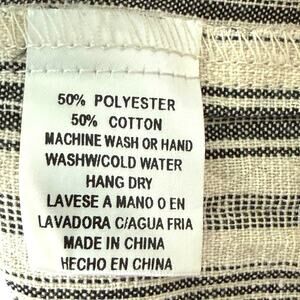 50% POLYESTER
50% COTTON
MACHINE WASH OR HAND
WASHW/COLD WATER
HANG DRY
LAVESE A MANO O EN
LAVADORA C/AGUA FRIA
MADE IN CHINA
HECHO EN CHINA